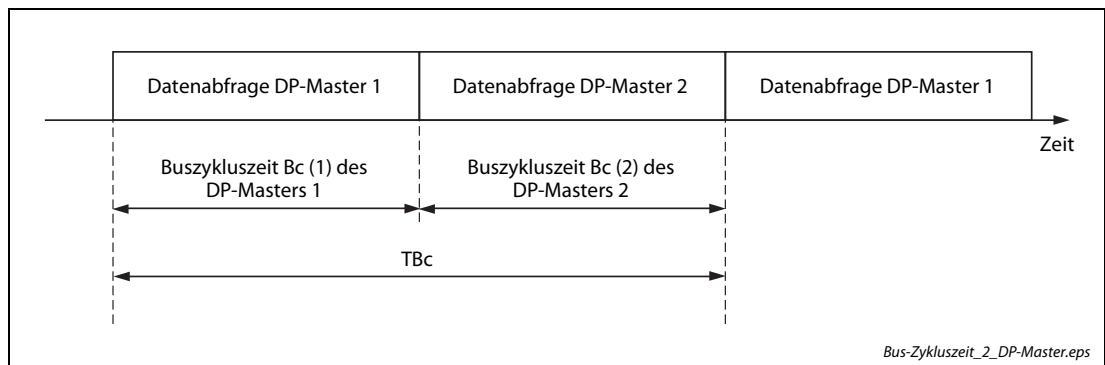 Datenabfrage DP-Master 1
Datenabfrage DP-Master 2
Datenabfrage DP-Master 1
Zeit
Buszykluszeit Bc (1) des
DP-Masters 1
Buszykluszeit Bc (2) des
DP-Masters 2
TBc
Bus-Zykluszeit_2_DP-Master.eps